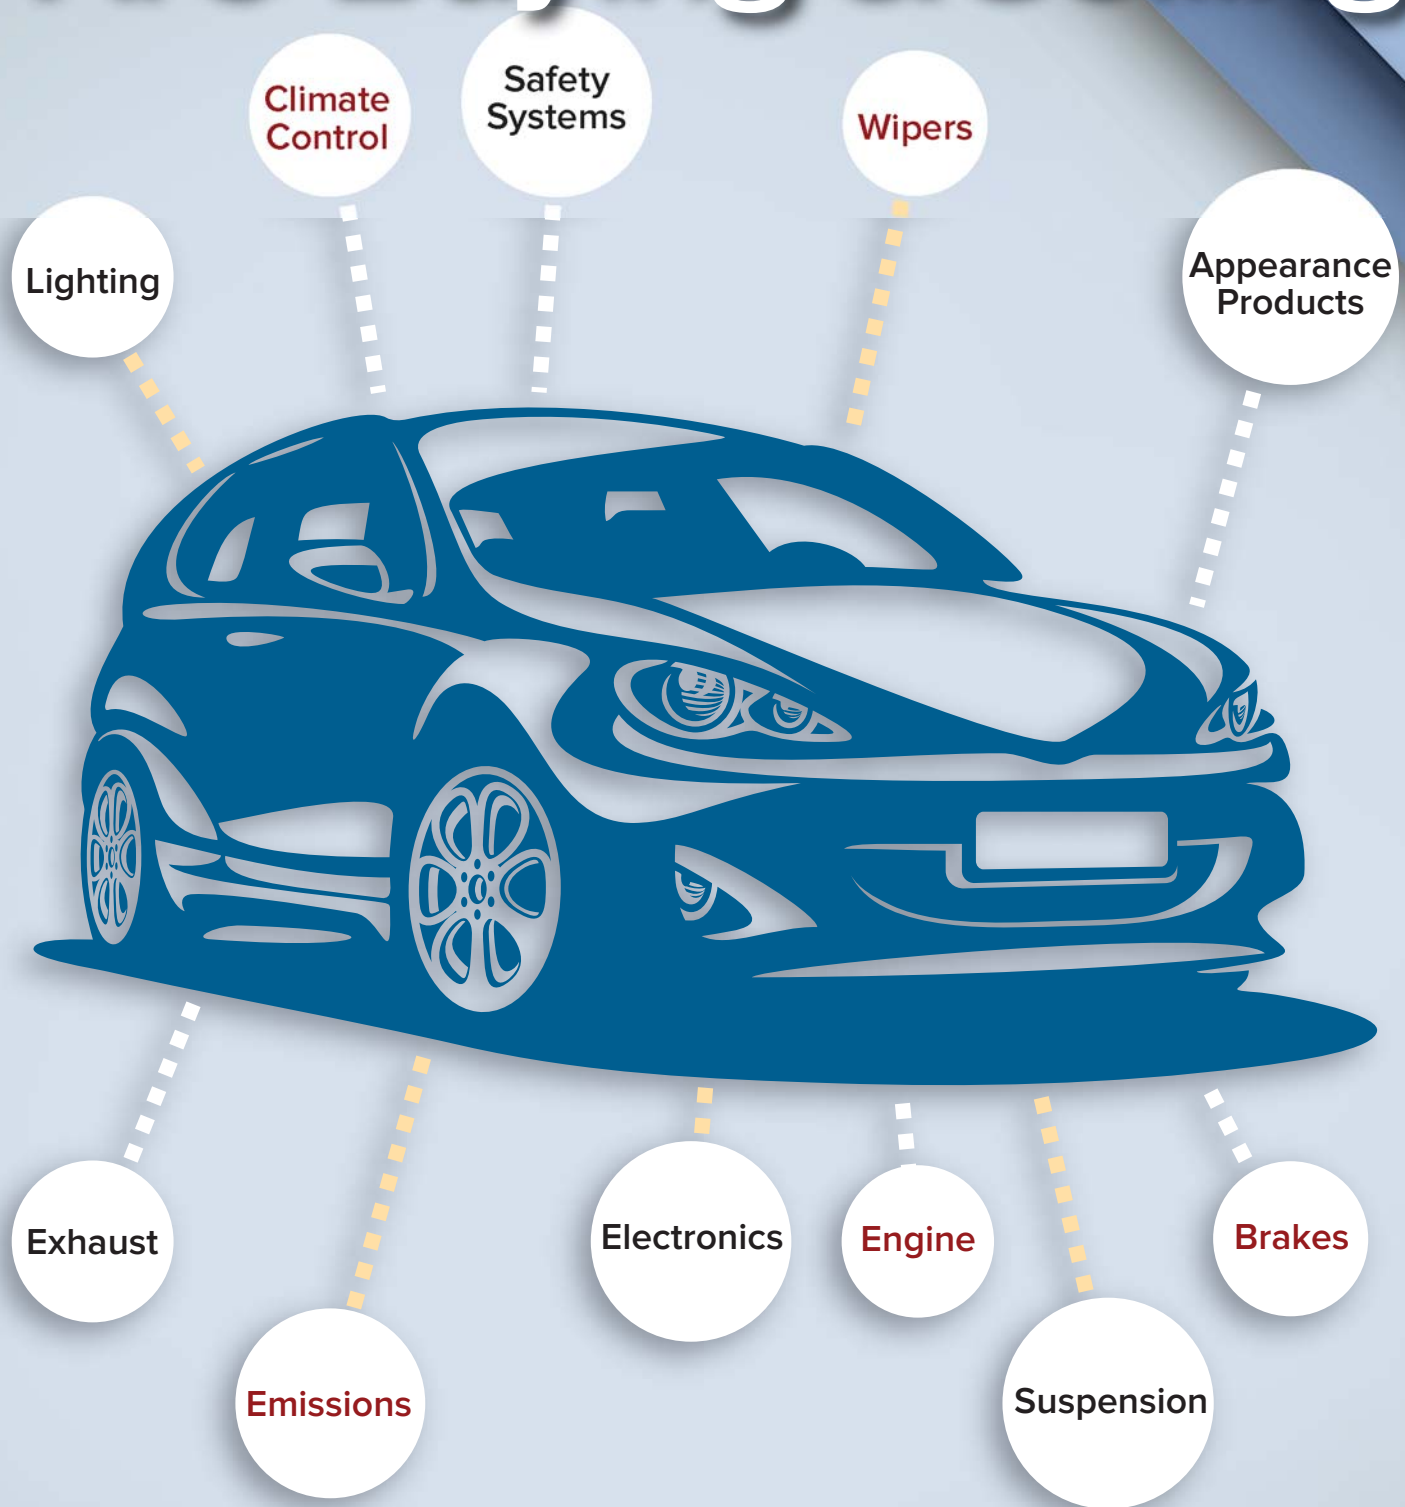 Climate
Control
Safety
Systems
Wipers
Lighting
Appearance
Products
Exhaust
Electronics
Engine
Brakes
Emissions
Suspension